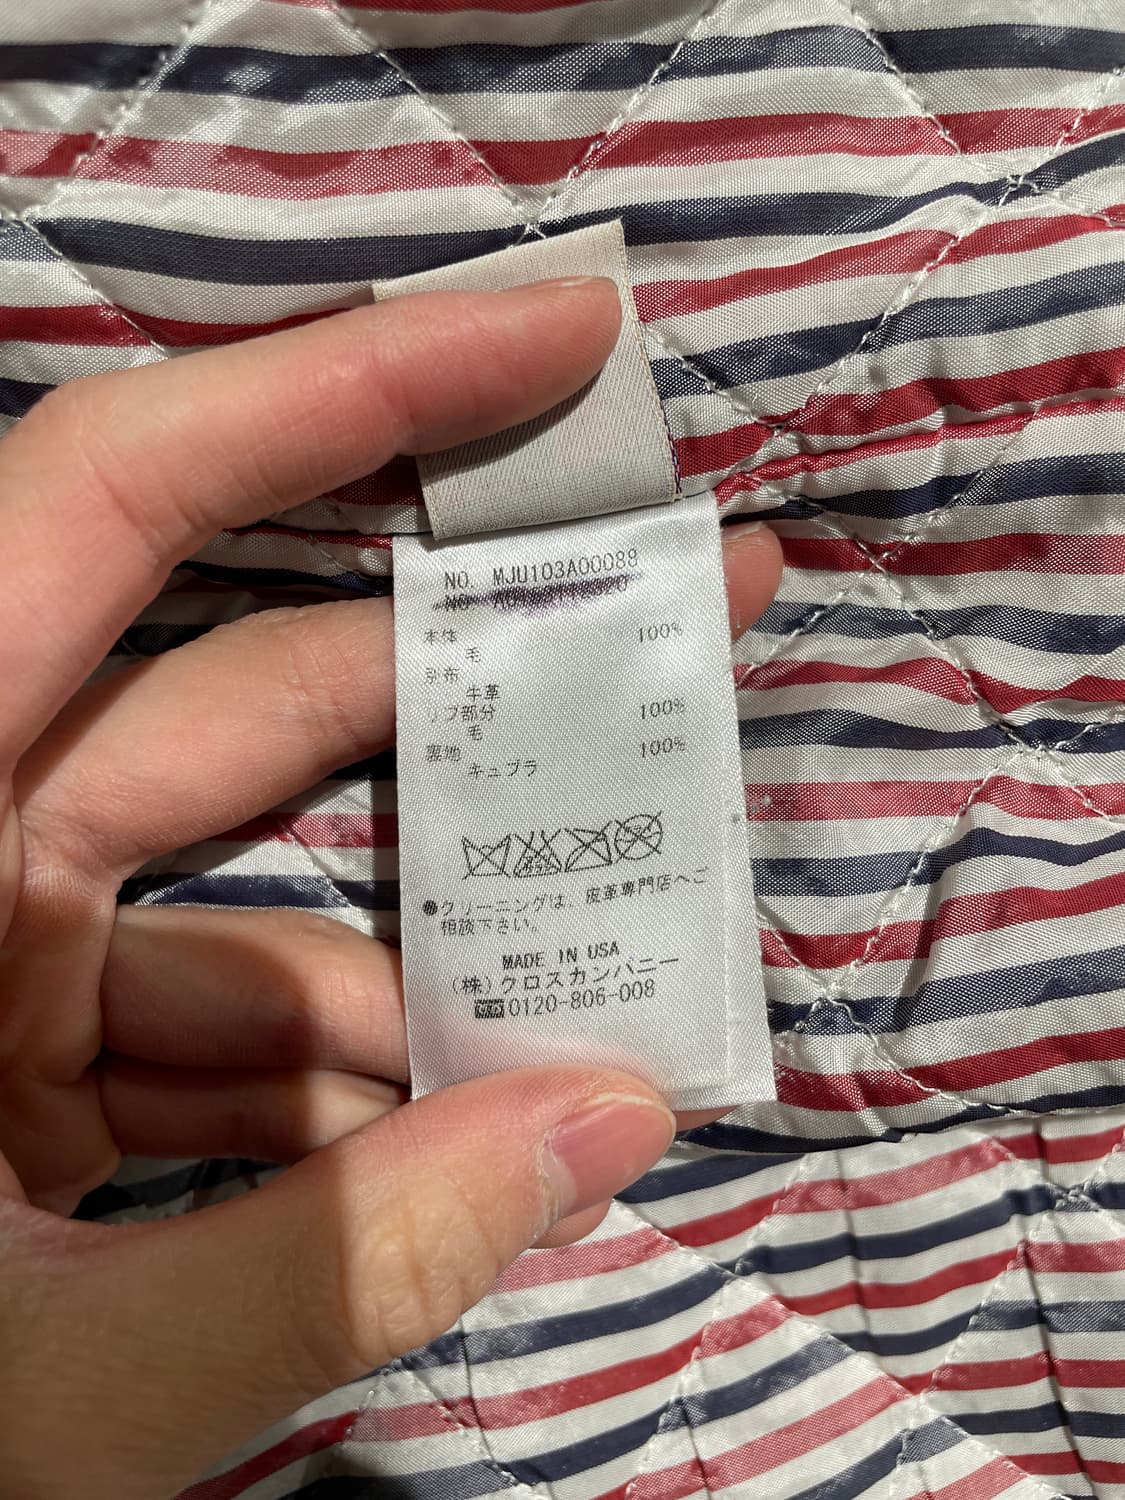 NO. MJU103A00088
NO.
本体 100%
毛
別布
牛革
リブ部分 100%
毛
裏地 100%
キュプラ
●クリーニングは、皮革専門店へご
相談下さい。
MADE IN USA
(株)クロスカンパニー
0120-806-008